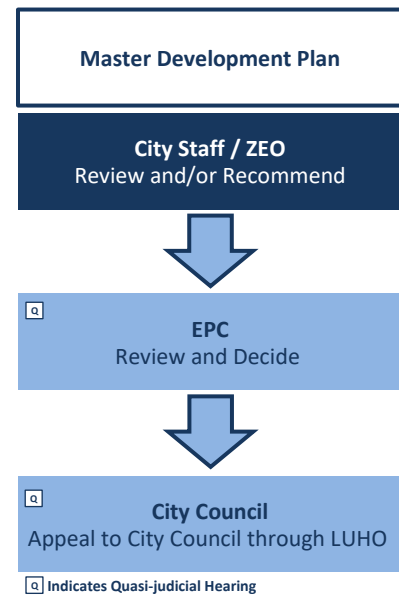 Master Development Plan
City Staff / ZEO
Review and/or Recommend
Q
EPC
Review and Decide
Q
City Council
Appeal to City Council through LUHO
Q Indicates Quasi-judicial Hearing